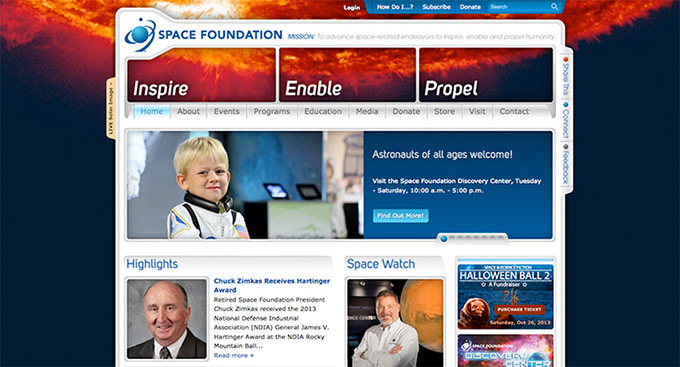 Login
How Do I...?
Subscribe
Donate
Search
SPACE FOUNDATION
MISSION: To advance space-related endeavors to inspire, enable and propel humanity.
Inspire
Enable
Propel
LIVE Solar Image »
Share This
Connect
Feedback
Home
About
Events
Programs
Education
Media
Donate
Store
Visit
Contact
Astronauts of all ages welcome!
Visit the Space Foundation Discovery Center, Tuesday
- Saturday, 10:00 a.m. - 5:00 p.m.
Find Out More!
Highlights
Chuck Zimkas Receives Hartinger
Award
Retired Space Foundation President
Chuck Zimkas received the 2013
National Defense Industrial
Association (NDIA) General James V.
Hartinger Award at the NDIA Rocky
Mountain Ball...
Read more »
Space Watch
SPACE & SCIENCE FICTION
HALLOWEEN BALL 2
A Fundraiser
PURCHASE TICKET
Saturday, Oct 26, 2013
SPACE FOUNDATION
DISCOVERY
CENTER